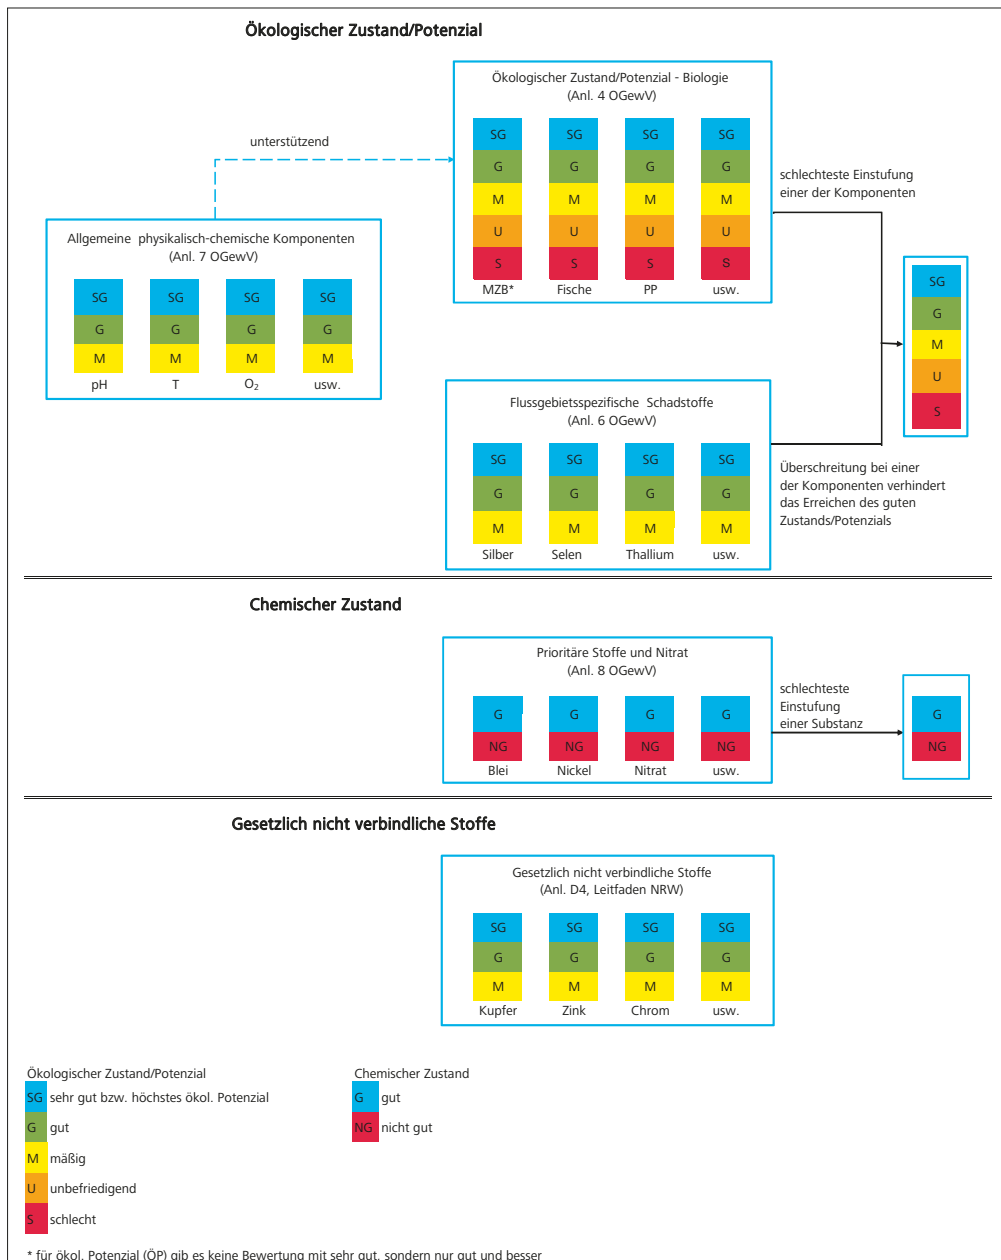 Ökologischer Zustand/Potenzial
Ökologischer Zustand/Potenzial - Biologie
(Anl. 4 OGewV)
SG SG SG SG
G G G G
M M M M
U U U U
S S S S
MZB* Fische PP usw.
unterstützend
schlechteste Einstufung
einer der Komponenten
Allgemeine physikalisch-chemische Komponenten
(Anl. 7 OGewV)
SG SG SG SG
G G G G
M M M M
pH T O₂ usw.
SG
G
M
U
S
Flussgebietsspezifische Schadstoffe
(Anl. 6 OGewV)
SG SG SG SG
G G G G
M M M M
Silber Selen Thallium usw.
Überschreitung bei einer
der Komponenten verhindert
das Erreichen des guten
Zustands/Potenzials
Chemischer Zustand
Prioritäre Stoffe und Nitrat
(Anl. 8 OGewV)
G G G G
NG NG NG NG
Blei Nickel Nitrat usw.
schlechteste
Einstufung
einer Substanz
G
NG
Gesetzlich nicht verbindliche Stoffe
Gesetzlich nicht verbindliche Stoffe
(Anl. D4, Leitfaden NRW)
SG SG SG SG
G G G G
M M M M
Kupfer Zink Chrom usw.
Ökologischer Zustand/Potenzial
SG sehr gut bzw. höchstes ökol. Potenzial
G gut
M mäßig
U unbefriedigend
S schlecht
Chemischer Zustand
G gut
NG nicht gut
* für ökol. Potenzial (ÖP) gib es keine Bewertung mit sehr gut, sondern nur gut und besser